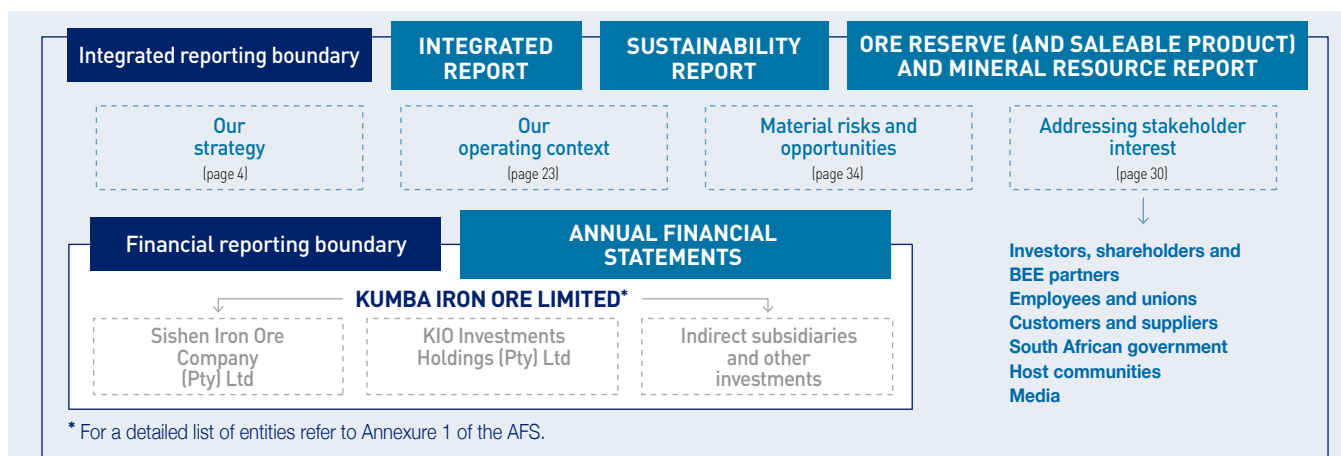 Integrated reporting boundary
INTEGRATED
REPORT
SUSTAINABILITY
REPORT
ORE RESERVE (AND SALEABLE PRODUCT)
AND MINERAL RESOURCE REPORT
Our
strategy
(page 4)
Our
operating context
(page 23)
Material risks and
opportunities
(page 34)
Addressing stakeholder
interest
(page 30)
Financial reporting boundary
ANNUAL FINANCIAL
STATEMENTS
KUMBA IRON ORE LIMITED*
Sishen Iron Ore
Company
(Pty) Ltd
KIO Investments
Holdings (Pty) Ltd
Indirect subsidiaries
and other
investments
Investors, shareholders and
BEE partners
Employees and unions
Customers and suppliers
South African government
Host communities
Media
* For a detailed list of entities refer to Annexure 1 of the AFS.